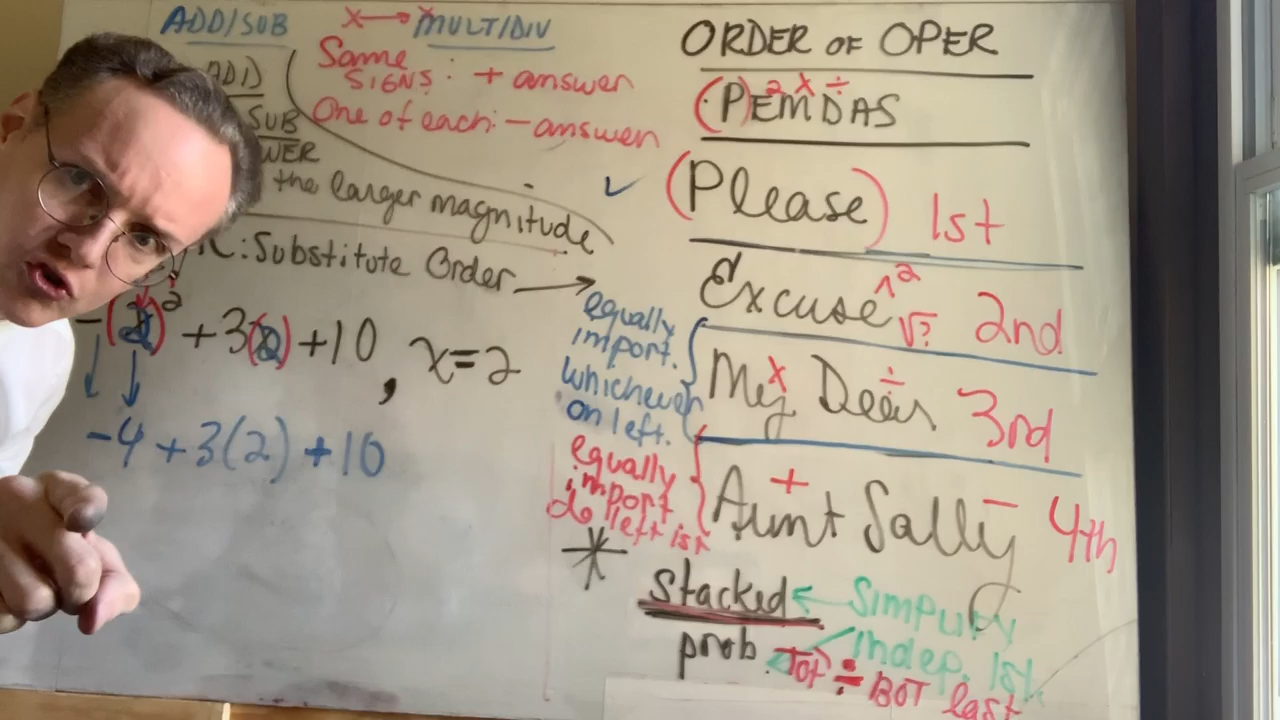 ADD/SUB
ADD
SUB
WER
the larger magnitude
x → MULT/DIV
Same
SIGNS: + answer
One of each: – answer
C: Substitute Order →
-(2)² + 3(2) + 10, x=2
-4 + 3(2) + 10
ORDER OF OPER
2 x ÷
(P)EMDAS
✓ (Please) 1st
Excuse ^2 √? 2nd
equally
import.
whichever
on left.
My x Dear ÷ 3rd
equally
import
do left 1st
Aunt + Sally – 4th
* Stacked ← Simplify
prob. indep. 1st.
Top ÷ BOT last